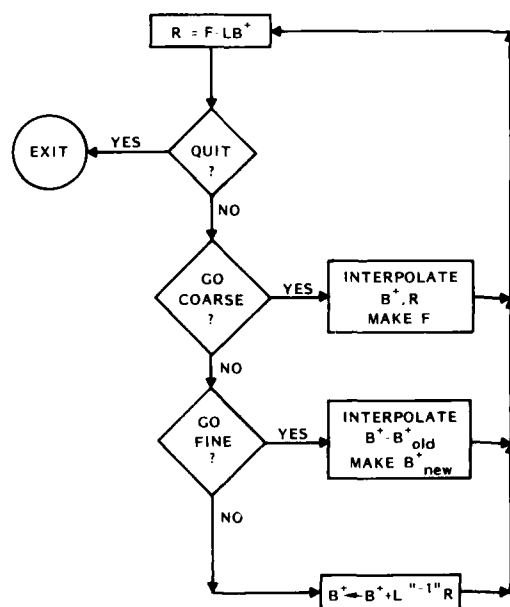 R = F-LB⁺
YES
EXIT
QUIT
?
NO
GO
COARSE
?
YES
INTERPOLATE
B⁺,R
MAKE F
NO
GO
FINE
?
YES
INTERPOLATE
B⁺-B⁺old
MAKE B⁺new
NO
B⁺←B⁺+L"-1"R